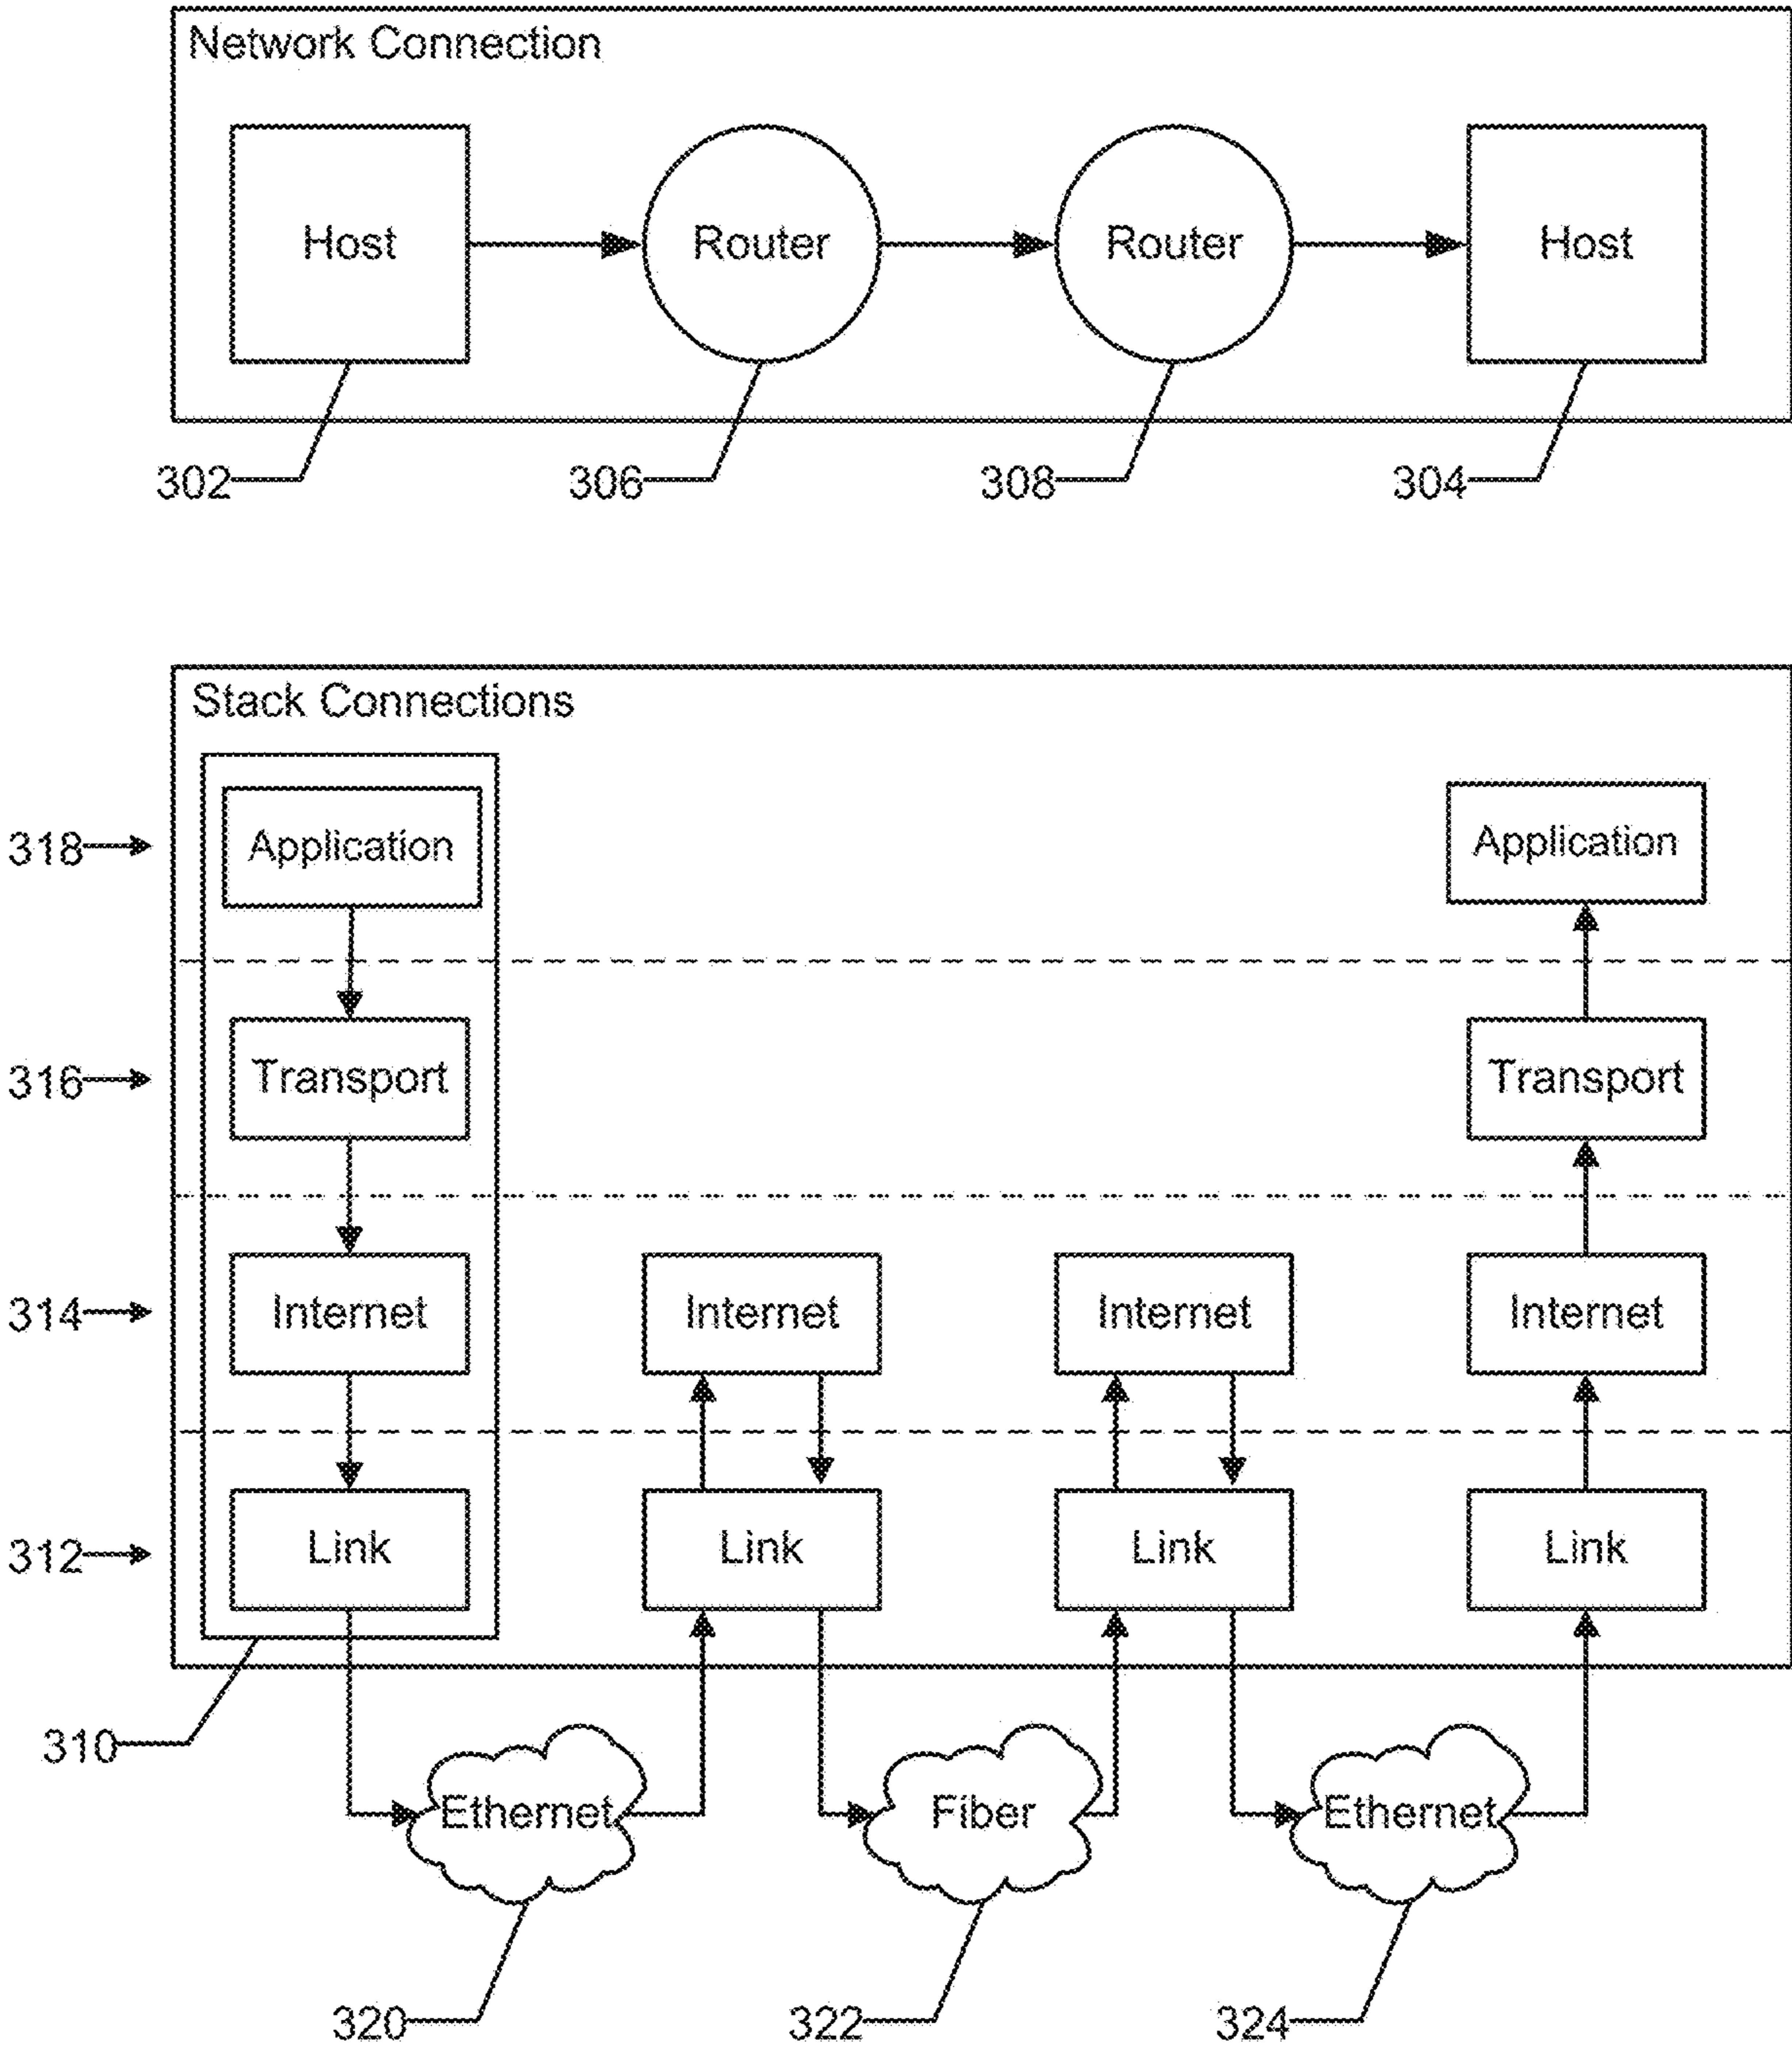 Network Connection
Host Router Router Host
302 306 308 304
Stack Connections
318 Application Application
316 Transport Transport
314 Internet Internet Internet Internet
312 Link Link Link Link
310
Ethernet Fiber Ethernet
320 322 324